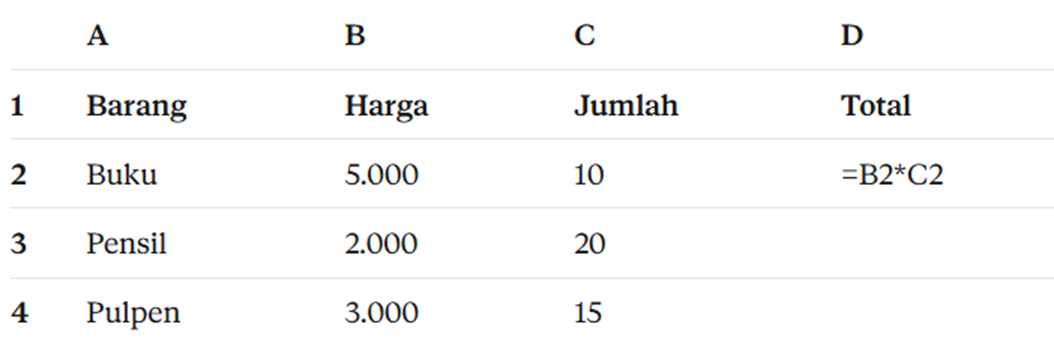 A B C D
1 Barang Harga Jumlah Total
2 Buku 5.000 10 =B2*C2
3 Pensil 2.000 20
4 Pulpen 3.000 15